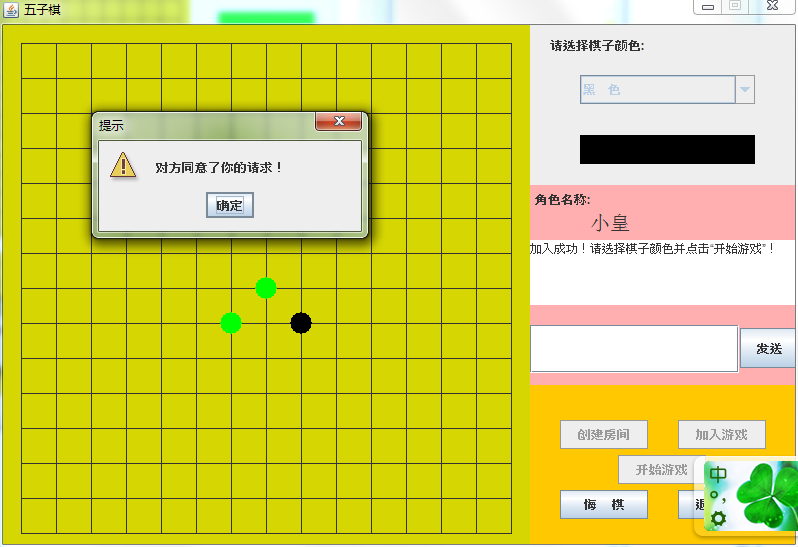 五子棋
请选择棋子颜色:
黑 色
提示
对方同意了你的请求！
确定
角色名称:
小皇
加入成功！请选择棋子颜色并点击“开始游戏”！
发送
创建房间
加入游戏
开始游戏
悔 棋
中